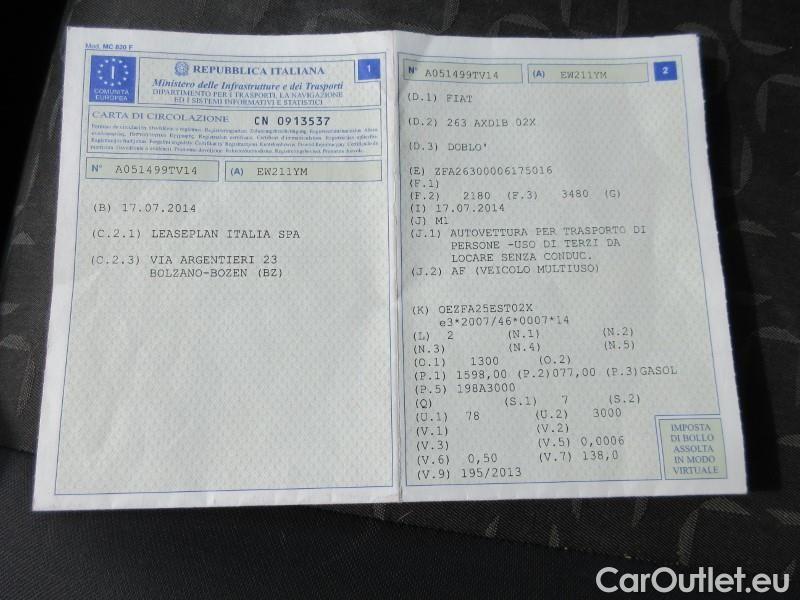 Mod. MC 820 F
I
COMUNITÀ
EUROPEA
REPUBBLICA ITALIANA
Ministero delle Infrastrutture e dei Trasporti
DIPARTIMENTO PER I TRASPORTI, LA NAVIGAZIONE
ED I SISTEMI INFORMATIVI E STATISTICI
1
CARTA DI CIRCOLAZIONE CN 0913537
N° A051499TV14 (A) EW211YM
(B) 17.07.2014
(C.2.1) LEASEPLAN ITALIA SPA
(C.2.3) VIA ARGENTIERI 23
BOLZANO-BOZEN (BZ)
N° A051499TV14 (A) EW211YM 2
(D.1) FIAT
(D.2) 263 AXD1B 02X
(D.3) DOBLO'
(E) ZFA26300006175016
(F.1)
(F.2) 2180 (F.3) 3480 (G)
(I) 17.07.2014
(J) M1
(J.1) AUTOVETTURA PER TRASPORTO DI
PERSONE -USO DI TERZI DA
LOCARE SENZA CONDUC.
(J.2) AF (VEICOLO MULTIUSO)
(K) OEZFA25EST02X
e3*2007/46*0007*14
(L) 2 (N.1) (N.2)
(N.3) (N.4) (N.5)
(O.1) 1300 (O.2)
(P.1) 1598,00 (P.2)077,00 (P.3)GASOL
(P.5) 198A3000
(Q) (S.1) 7 (S.2)
(U.1) 78 (U.2) 3000
(V.1) (V.2)
(V.3) (V.5) 0,0006
(V.6) 0,50 (V.7) 138,0
(V.9) 195/2013
IMPOSTA
DI BOLLO
ASSOLTA
IN MODO
VIRTUALE
CarOutlet.eu